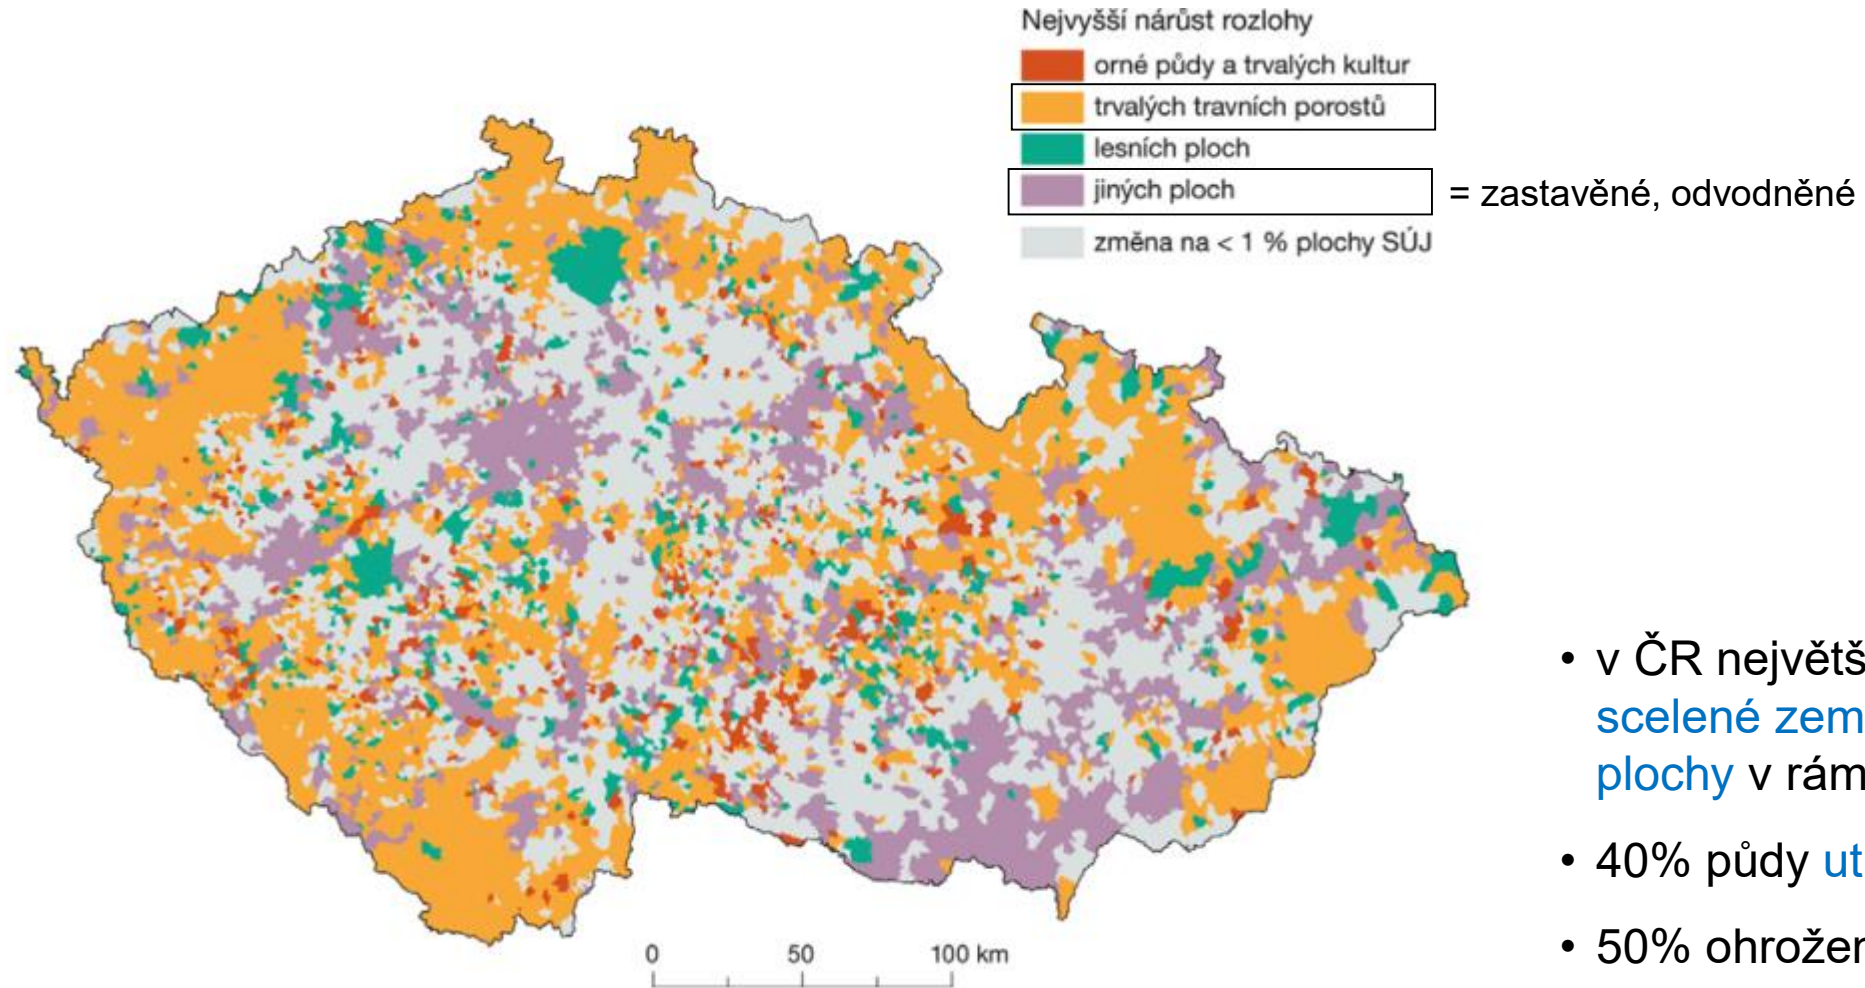 Nejvyšší nárůst rozlohy
orné půdy a trvalých kultur
trvalých travních porostů
lesních ploch
jiných ploch
= zastavěné, odvodněné
změna na < 1 % plochy SÚJ
• v ČR největš
scelené zem
plochy v rám
• 40% půdy ut
• 50% ohrožen
0 50 100 km